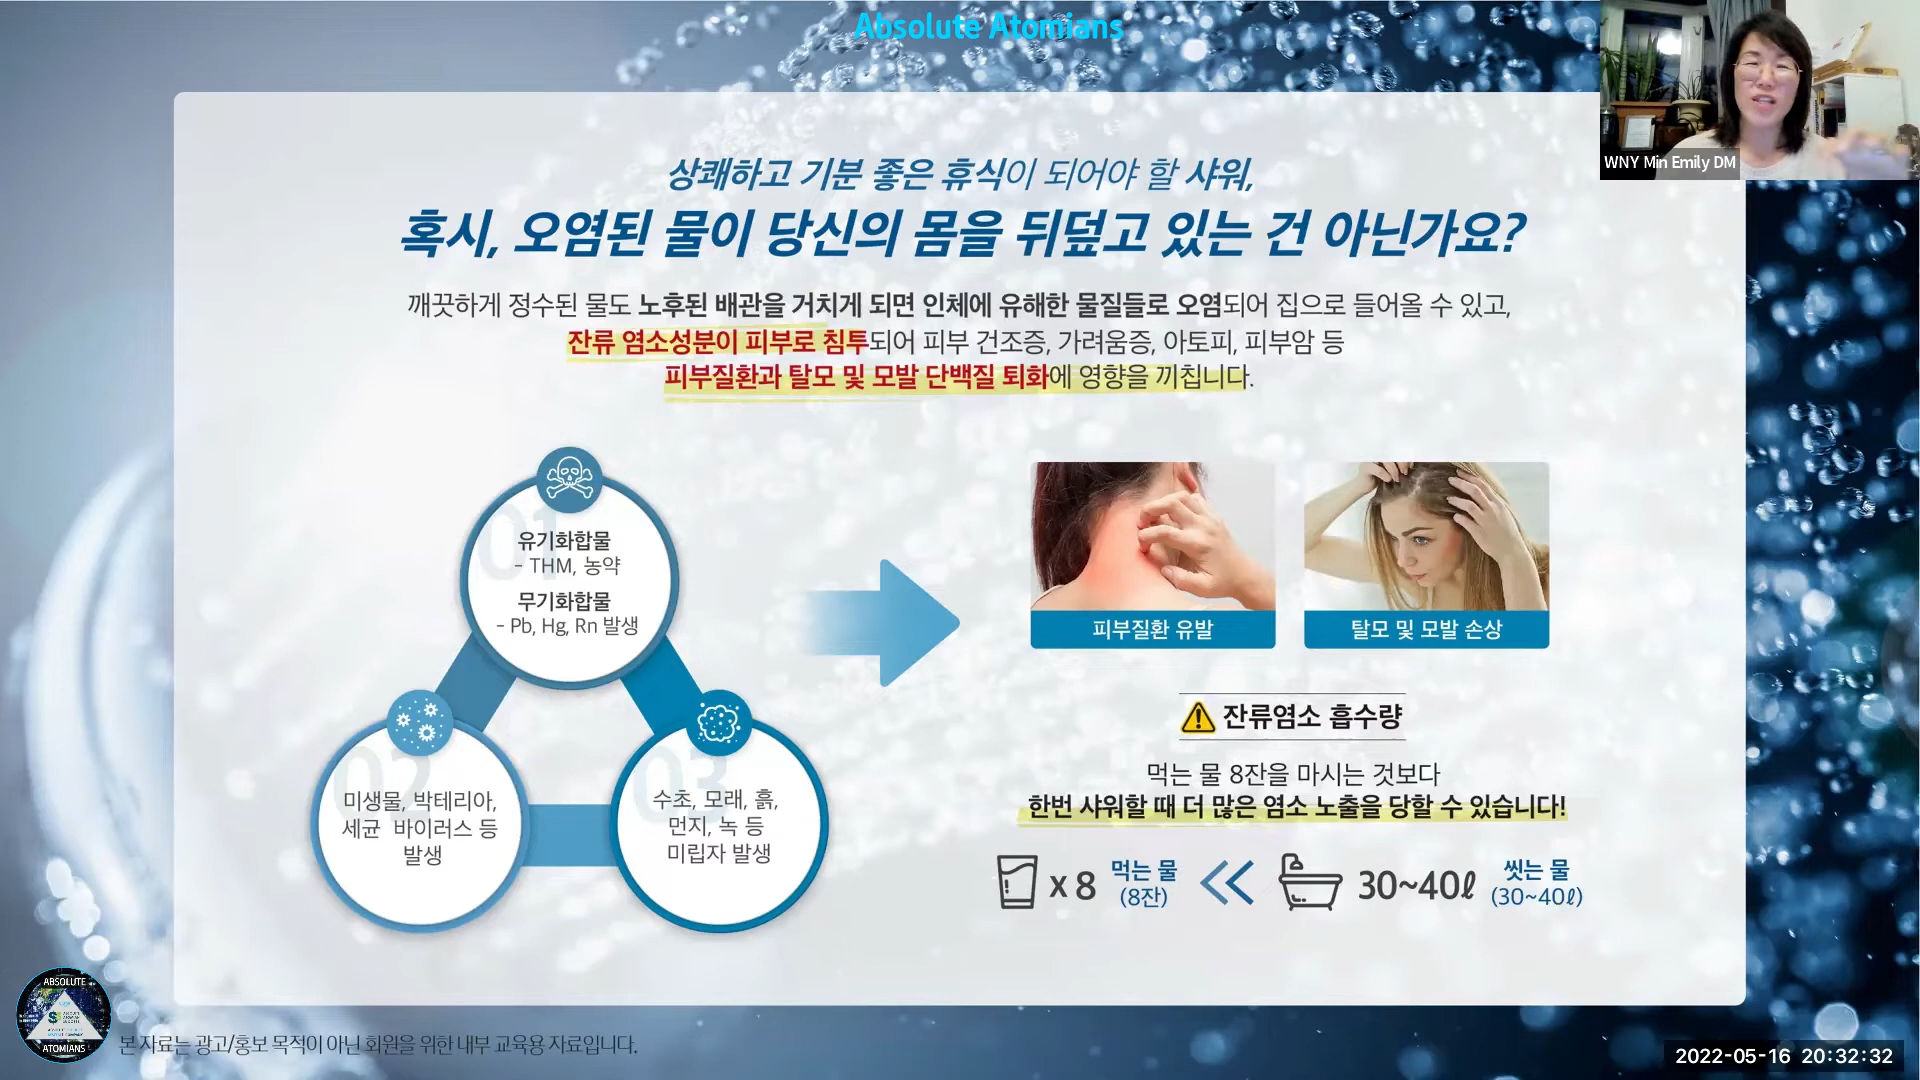 Absolute Atomians
WNY Min Emily DM
상쾌하고 기분 좋은 휴식이 되어야 할 샤워,
혹시, 오염된 물이 당신의 몸을 뒤덮고 있는 건 아닌가요?
깨끗하게 정수된 물도 노후된 배관을 거치게 되면 인체에 유해한 물질들로 오염되어 집으로 들어올 수 있고,
잔류 염소성분이 피부로 침투되어 피부 건조증, 가려움증, 아토피, 피부암 등
피부질환과 탈모 및 모발 단백질 퇴화에 영향을 끼칩니다.
01
유기화합물
- THM, 농약
무기화합물
- Pb, Hg, Rn 발생
02
미생물, 박테리아,
세균 바이러스 등
발생
03
수초, 모래, 흙,
먼지, 녹 등
미립자 발생
피부질환 유발
탈모 및 모발 손상
잔류염소 흡수량
먹는 물 8잔을 마시는 것보다
한번 샤워할 때 더 많은 염소 노출을 당할 수 있습니다!
x 8
먹는 물
(8잔)
30~40ℓ
씻는 물
(30~40ℓ)
ABSOLUTE
ATOMIANS
본 자료는 광고/홍보 목적이 아닌 회원을 위한 내부 교육용 자료입니다.
2022-05-16 20:32:32